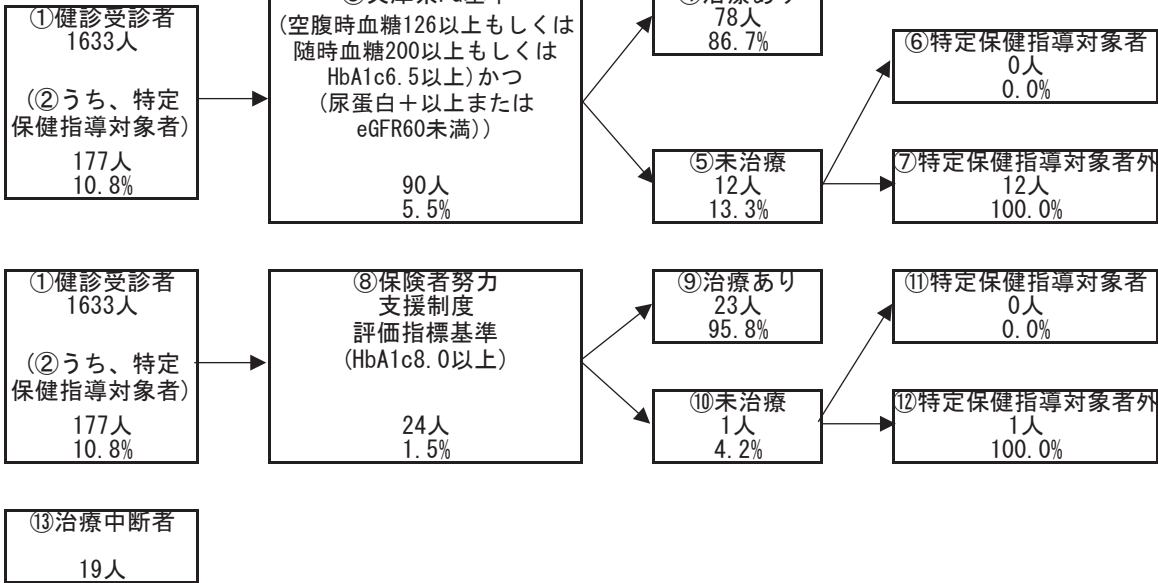 ①健診受診者
1633人
(②うち、特定
保健指導対象者)
177人
10.8%
(空腹時血糖126以上もしくは
随時血糖200以上もしくは
HbA1c6.5以上)かつ
(尿蛋白+以上または
eGFR60未満))
90人
5.5%
④治療あり
78人
86.7%
⑤未治療
12人
13.3%
⑥特定保健指導対象者
0人
0.0%
⑦特定保健指導対象者外
12人
100.0%
①健診受診者
1633人
(②うち、特定
保健指導対象者)
177人
10.8%
⑧保険者努力
支援制度
評価指標基準
(HbA1c8.0以上)
24人
1.5%
⑨治療あり
23人
95.8%
⑩未治療
1人
4.2%
⑪特定保健指導対象者
0人
0.0%
⑫特定保健指導対象者外
1人
100.0%
⑬治療中断者
19人